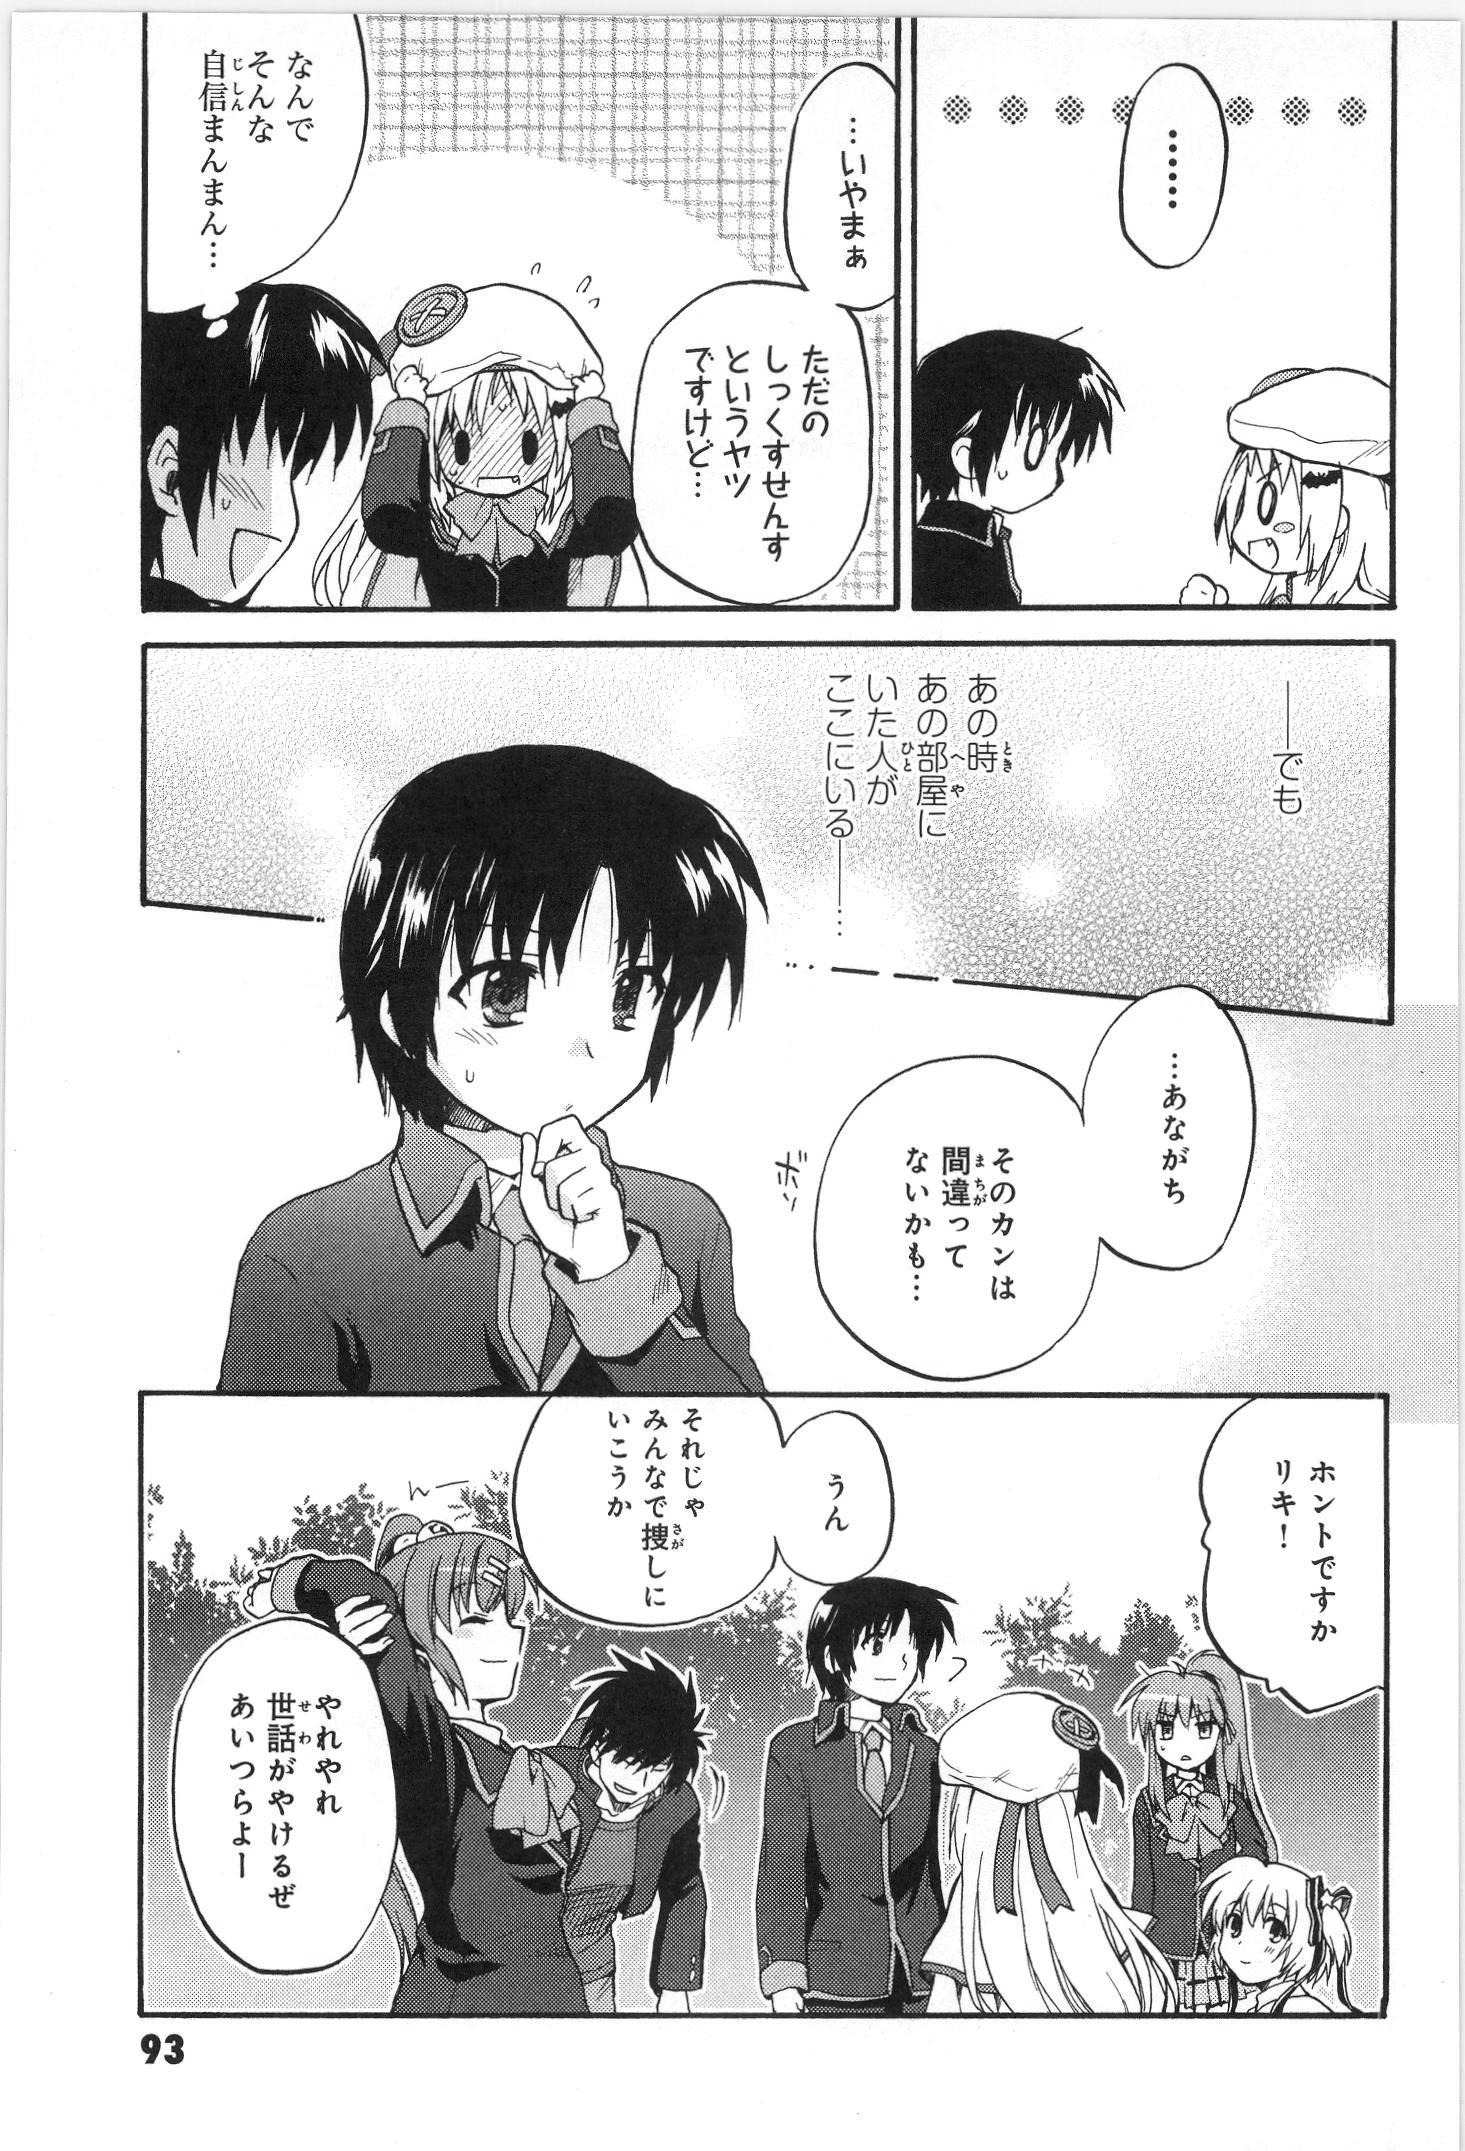 ………
…いやまぁ
ただの
しっくすせんす
というヤツ
ですけど…
なんで
そんな
自信まんまん…
――でも
あの時
あの部屋に
いた人が
ここにいる――…
…あながち
そのカンは
間違って
ないかも…
ボソ
ホントですか
リキ!
うん
それじゃ
みんなで捜しに
いこうか
んー
やれやれ
世話がやけるぜ
あいつらよー
93